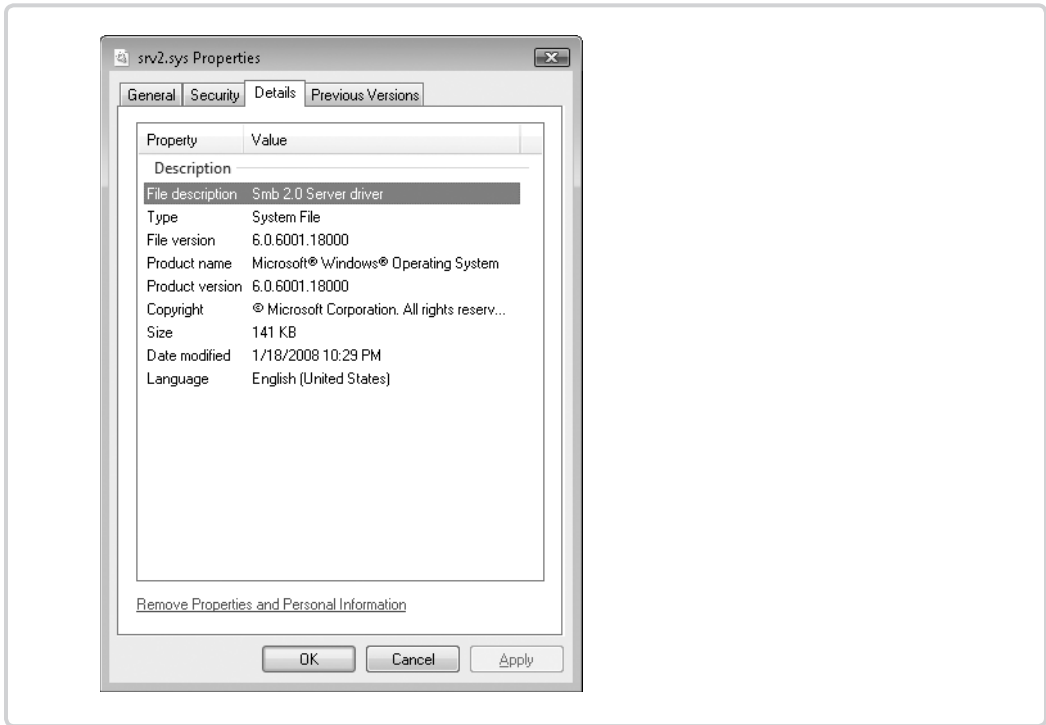 srv2.sys Properties
General Security Details Previous Versions
Property Value
Description
File description Smb 2.0 Server driver
Type System File
File version 6.0.6001.18000
Product name Microsoft® Windows® Operating System
Product version 6.0.6001.18000
Copyright © Microsoft Corporation. All rights reserv...
Size 141 KB
Date modified 1/18/2008 10:29 PM
Language English (United States)
Remove Properties and Personal Information
OK Cancel Apply